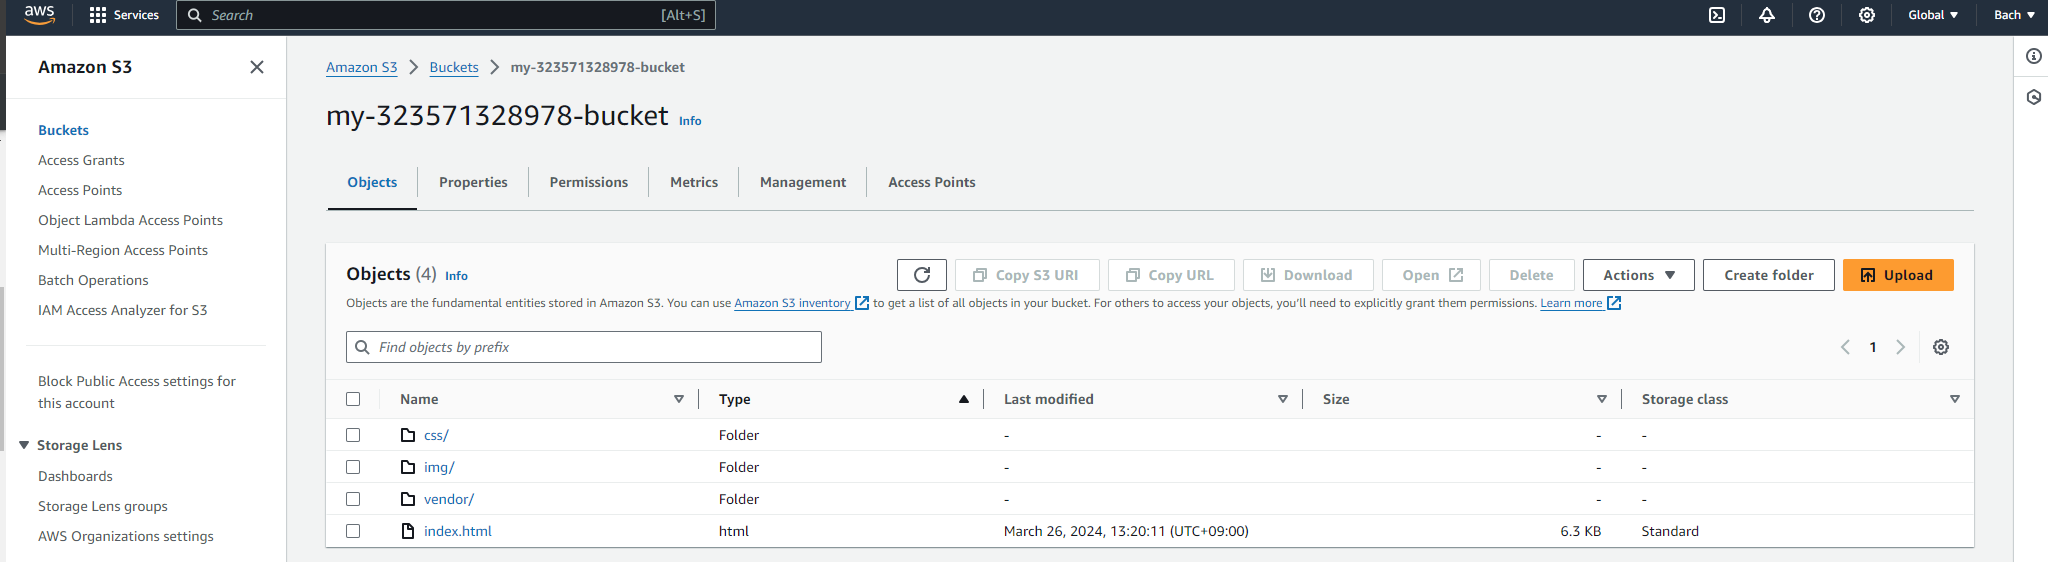 aws Services Search [Alt+S] Global Bach
Amazon S3
Buckets
Access Grants
Access Points
Object Lambda Access Points
Multi-Region Access Points
Batch Operations
IAM Access Analyzer for S3
Block Public Access settings for
this account
Storage Lens
Dashboards
Storage Lens groups
AWS Organizations settings
Amazon S3 > Buckets > my-323571328978-bucket
my-323571328978-bucket Info
Objects Properties Permissions Metrics Management Access Points
Objects (4) Info Copy S3 URI Copy URL Download Open Delete Actions Create folder Upload
Objects are the fundamental entities stored in Amazon S3. You can use Amazon S3 inventory to get a list of all objects in your bucket. For others to access your objects, you'll need to explicitly grant them permissions. Learn more
Find objects by prefix 1
Name Type Last modified Size Storage class
css/ Folder - - -
img/ Folder - - -
vendor/ Folder - - -
index.html html March 26, 2024, 13:20:11 (UTC+09:00) 6.3 KB Standard